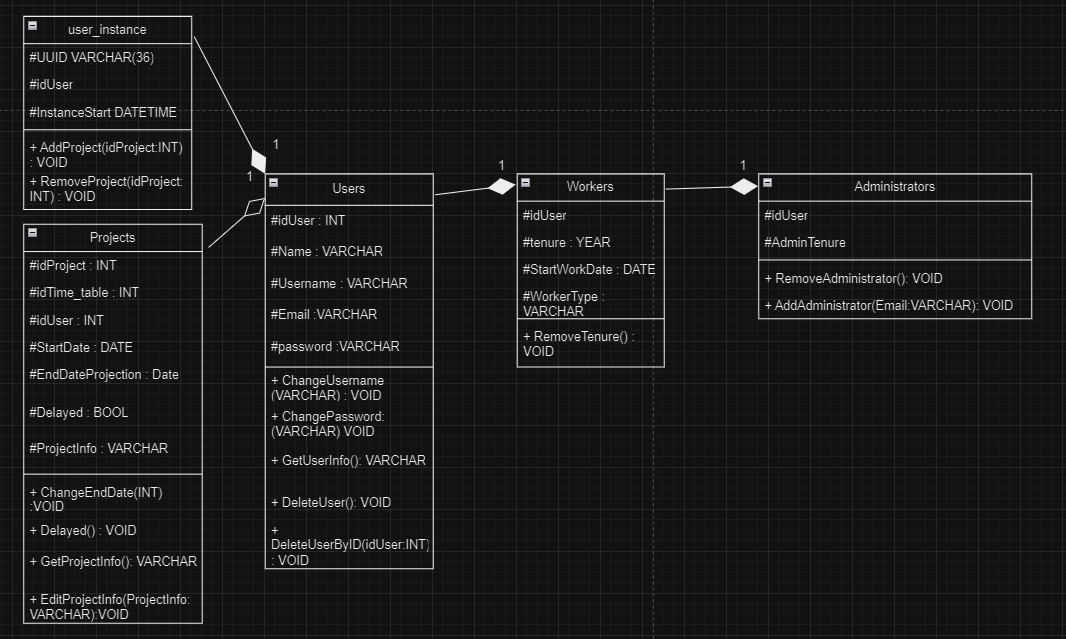 user_instance
#UUID VARCHAR(36)
#idUser
#InstanceStart DATETIME
+ AddProject(idProject:INT)
: VOID
+ RemoveProject(idProject:
INT) : VOID
Projects
#idProject : INT
#idTime_table : INT
#idUser : INT
#StartDate : DATE
#EndDateProjection : Date
#Delayed : BOOL
#ProjectInfo : VARCHAR
+ ChangeEndDate(INT)
:VOID
+ Delayed() : VOID
+ GetProjectInfo(): VARCHAR
+ EditProjectInfo(ProjectInfo:
VARCHAR):VOID
1
1
Users
#idUser : INT
#Name : VARCHAR
#Username : VARCHAR
#Email :VARCHAR
#password :VARCHAR
+ ChangeUsername
(VARCHAR) : VOID
+ ChangePassword:
(VARCHAR) VOID
+ GetUserInfo(): VARCHAR
+ DeleteUser(): VOID
+
DeleteUserByID(idUser:INT)
: VOID
1
Workers
#idUser
#tenure : YEAR
#StartWorkDate : DATE
#WorkerType :
VARCHAR
+ RemoveTenure() :
VOID
1
Administrators
#idUser
#AdminTenure
+ RemoveAdministrator(): VOID
+ AddAdministrator(Email:VARCHAR): VOID